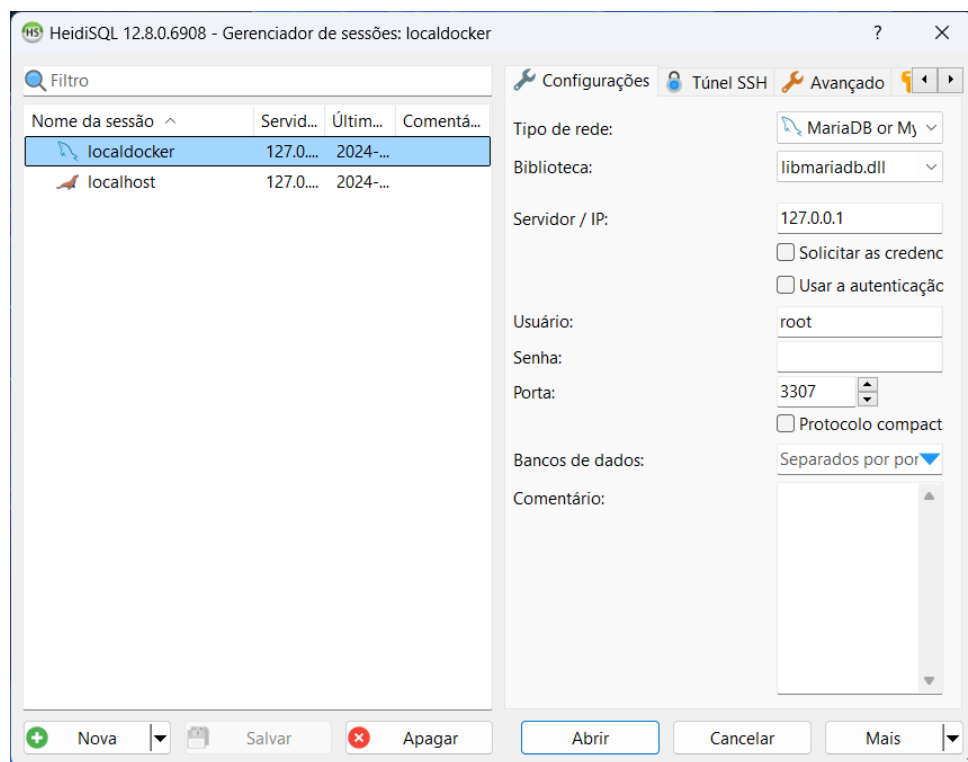 HeidiSQL 12.8.0.6908 - Gerenciador de sessões: localdocker
Filtro
Nome da sessão Servid... Últim... Comentá...
localdocker 127.0.... 2024-...
localhost 127.0.... 2024-...
Configurações Túnel SSH Avançado
Tipo de rede: MariaDB or My
Biblioteca: libmariadb.dll
Servidor / IP: 127.0.0.1
Solicitar as credenc
Usar a autenticação
Usuário: root
Senha:
Porta: 3307
Protocolo compact
Bancos de dados: Separados por por
Comentário:
Nova Salvar Apagar Abrir Cancelar Mais